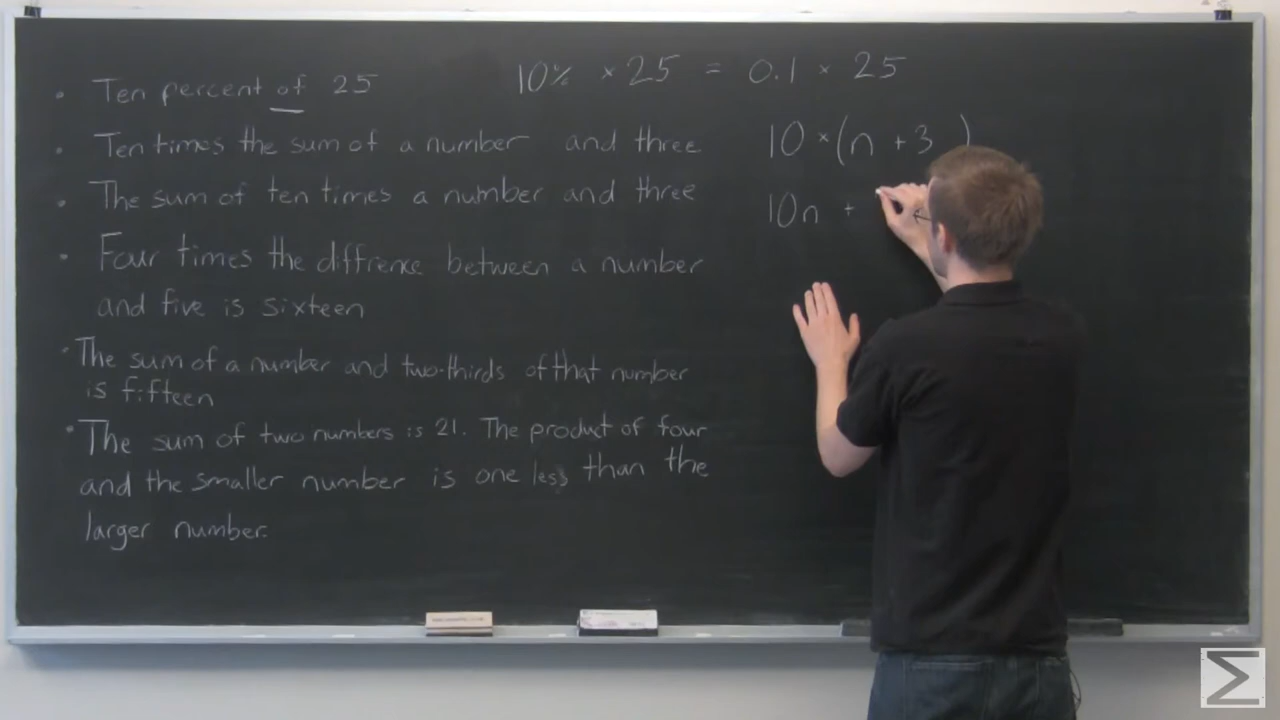 • Ten percent of 25
10% × 25 = 0.1 × 25
• Ten times the sum of a number and three
10 × (n + 3 )
• The sum of ten times a number and three
10n +
• Four times the diffrence between a number
and five is sixteen
• The sum of a number and two-thirds of that number
is fifteen
• The sum of two numbers is 21. The product of four
and the smaller number is one less than the
larger number.
Σ